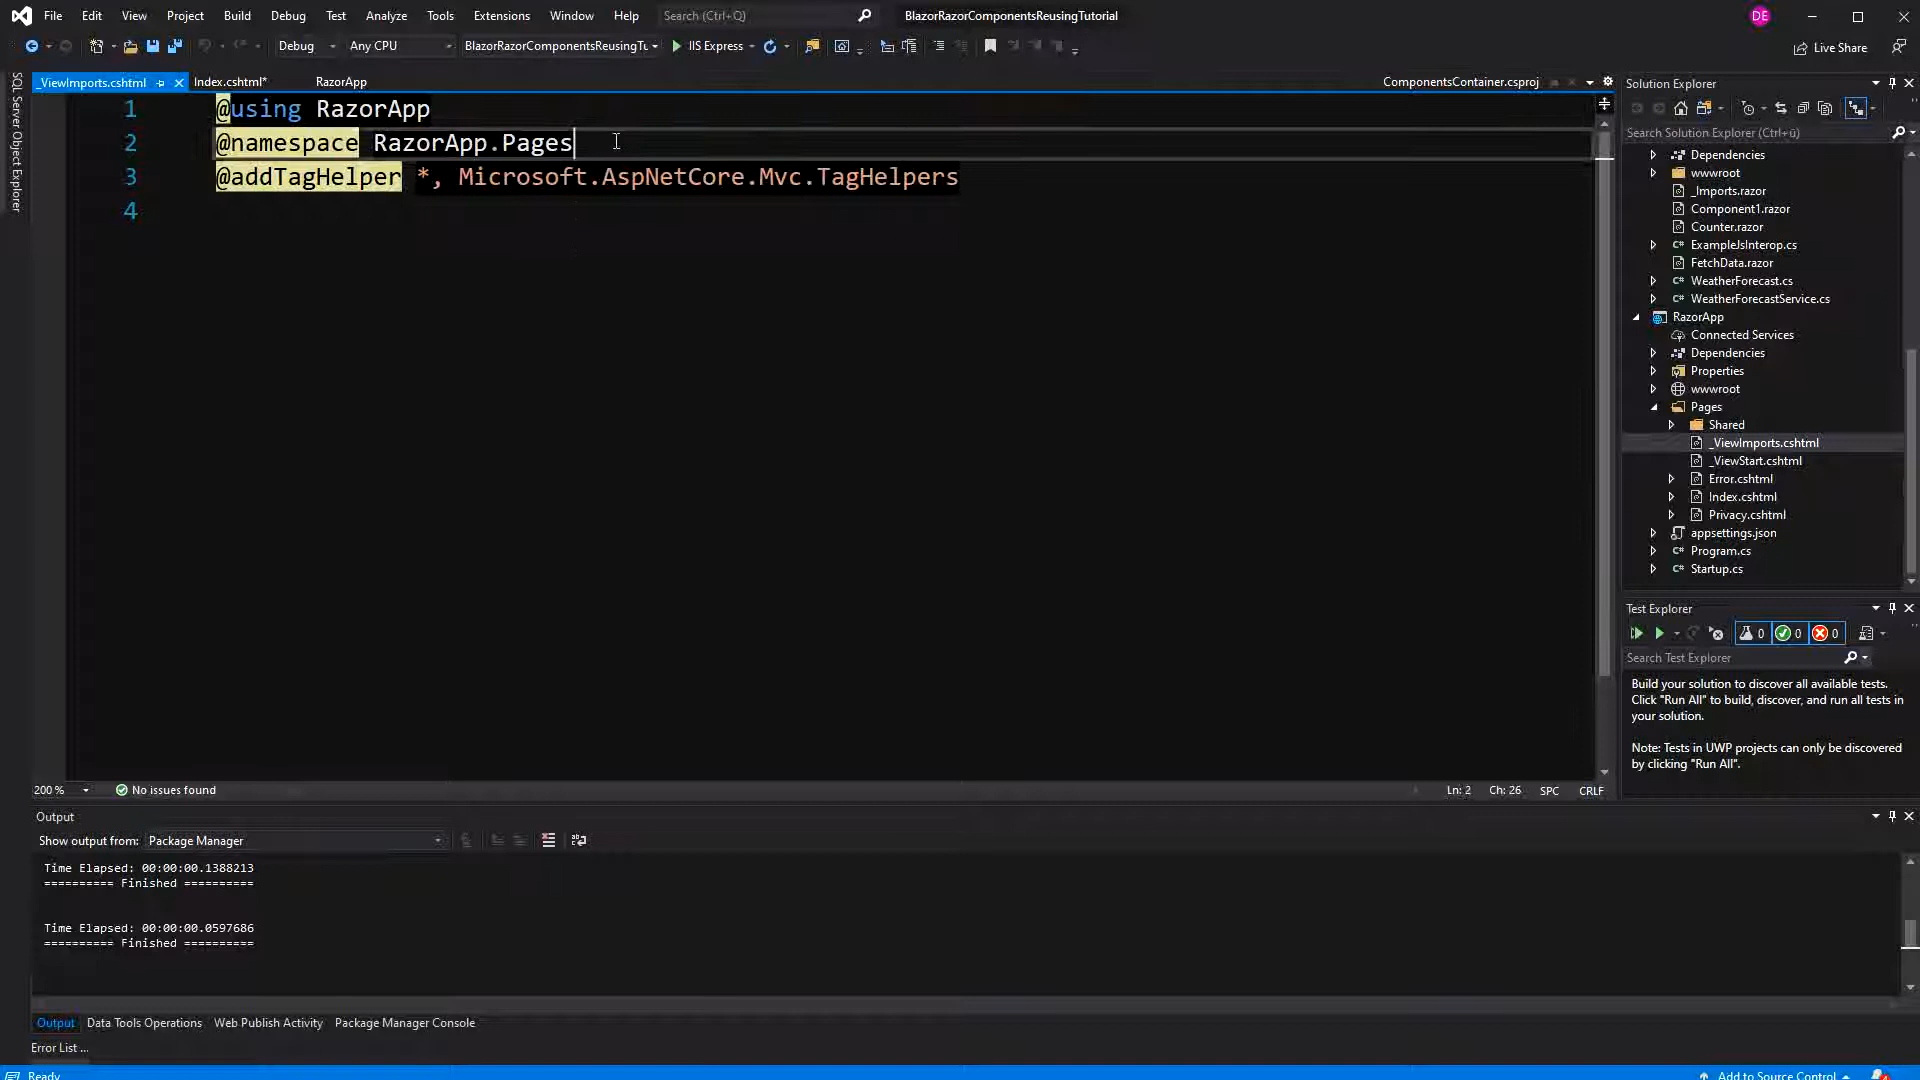 File Edit View Project Build Debug Test Analyze Tools Extensions Window Help Search (Ctrl+Q) BlazorRazorComponentsReusingTutorial DE
Debug Any CPU BlazorRazorComponentsReusingTu IIS Express Live Share
SQL Server Object Explorer
_ViewImports.cshtml Index.cshtml* RazorApp ComponentsContainer.csproj
1 @using RazorApp
2 @namespace RazorApp.Pages
3 @addTagHelper *, Microsoft.AspNetCore.Mvc.TagHelpers
4
Solution Explorer
Search Solution Explorer (Ctrl+ü)
Dependencies
wwwroot
_Imports.razor
Component1.razor
Counter.razor
ExampleJsInterop.cs
FetchData.razor
WeatherForecast.cs
WeatherForecastService.cs
RazorApp
Connected Services
Dependencies
Properties
wwwroot
Pages
Shared
_ViewImports.cshtml
_ViewStart.cshtml
Error.cshtml
Index.cshtml
Privacy.cshtml
appsettings.json
Program.cs
Startup.cs
Test Explorer
0 0 0
Search Test Explorer
Build your solution to discover all available tests.
Click "Run All" to build, discover, and run all tests in
your solution.
Note: Tests in UWP projects can only be discovered
by clicking "Run All".
200 % No issues found Ln: 2 Ch: 26 SPC CRLF
Output
Show output from: Package Manager
Time Elapsed: 00:00:00.1388213
========== Finished ==========
Time Elapsed: 00:00:00.0597686
========== Finished ==========
Output Data Tools Operations Web Publish Activity Package Manager Console
Error List ...
Ready Add to Source Control